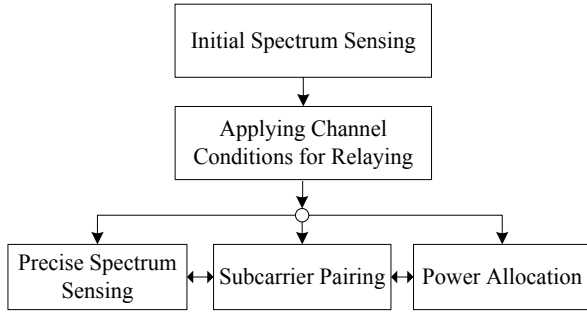 Initial Spectrum Sensing
Applying Channel
Conditions for Relaying
Precise Spectrum
Sensing
Subcarrier Pairing
Power Allocation